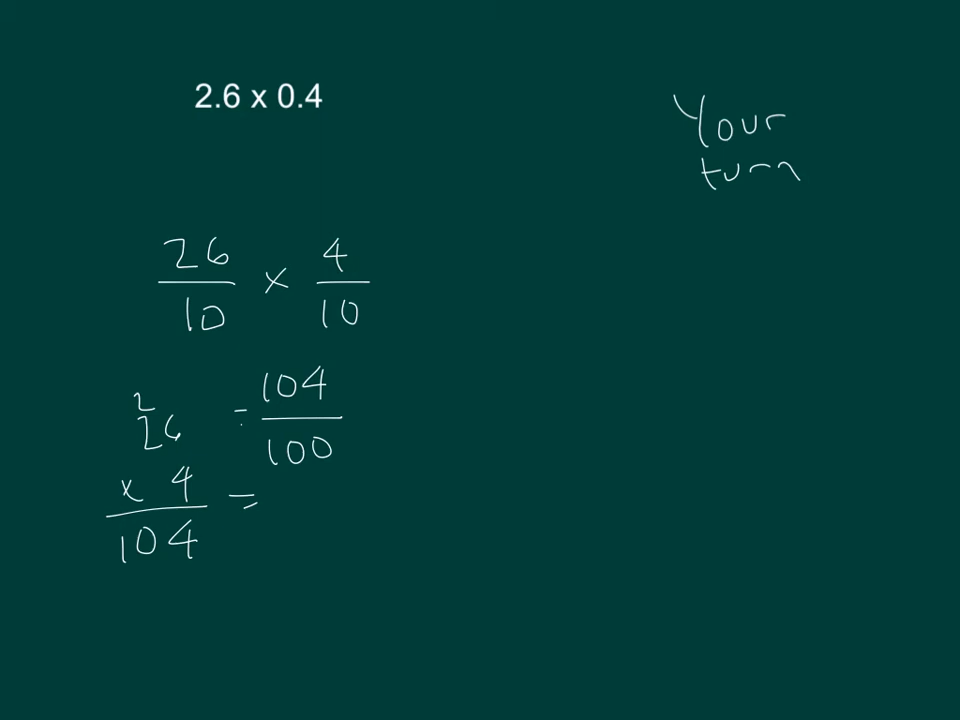 2.6 x 0.4
Your
turn
26/10 x 4/10
= 104/100
2
26
x 4
104
=